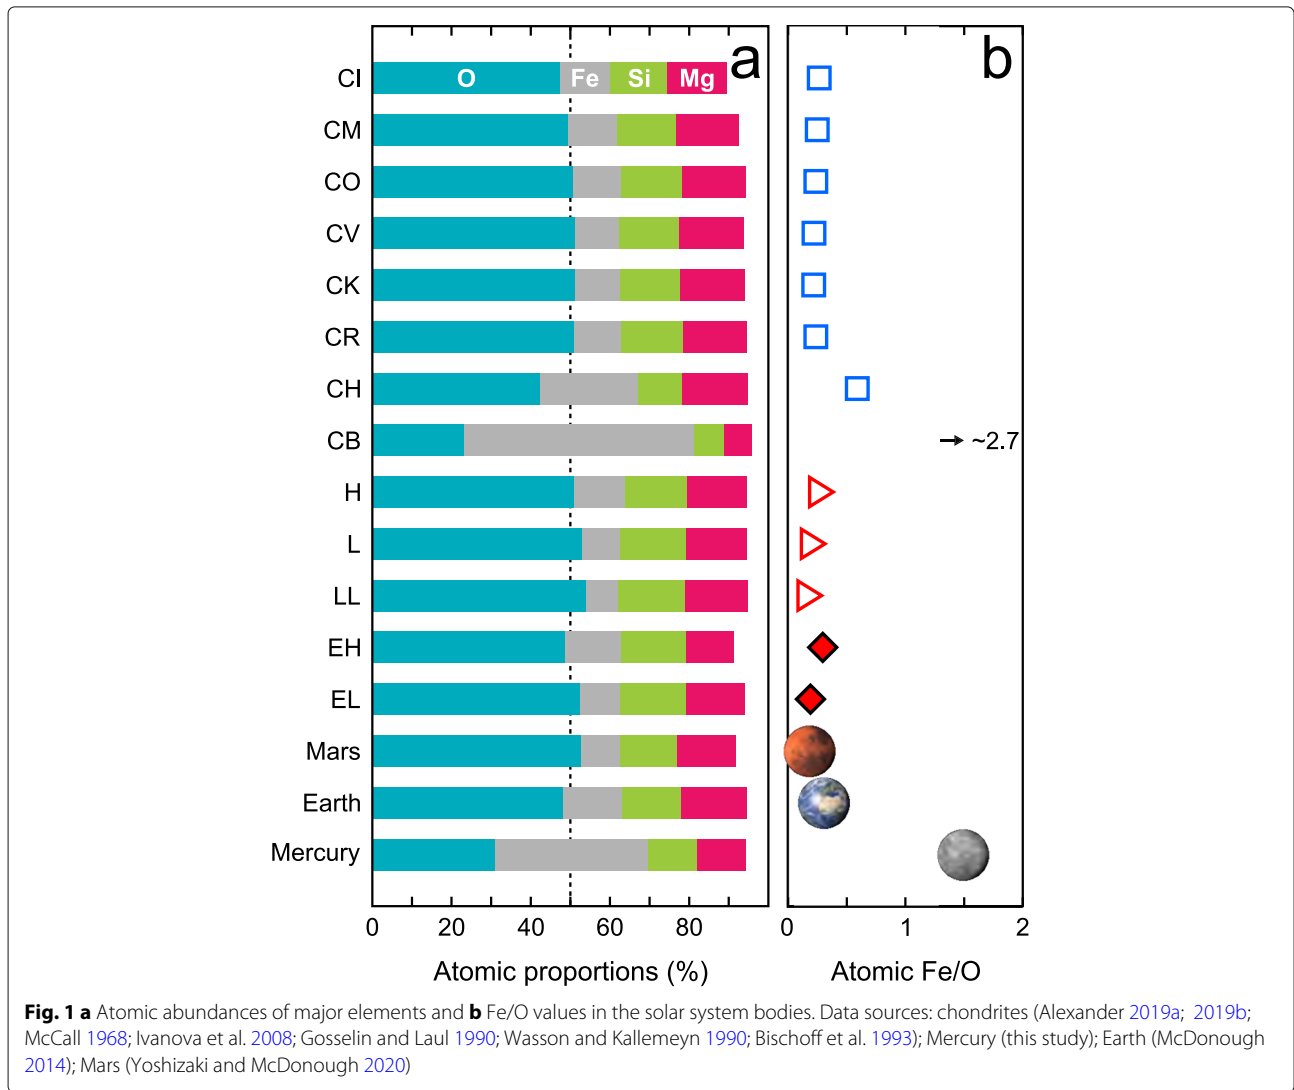 a
b
CI
O Fe Si Mg
CM
CO
CV
CK
CR
CH
CB
→ ~2.7
H
L
LL
EH
EL
Mars
Earth
Mercury
0 20 40 60 80
0 1 2
Atomic proportions (%)
Atomic Fe/O
Fig. 1 a Atomic abundances of major elements and b Fe/O values in the solar system bodies. Data sources: chondrites (Alexander 2019a; 2019b;
McCall 1968; Ivanova et al. 2008; Gosselin and Laul 1990; Wasson and Kallemeyn 1990; Bischoff et al. 1993); Mercury (this study); Earth (McDonough
2014); Mars (Yoshizaki and McDonough 2020)